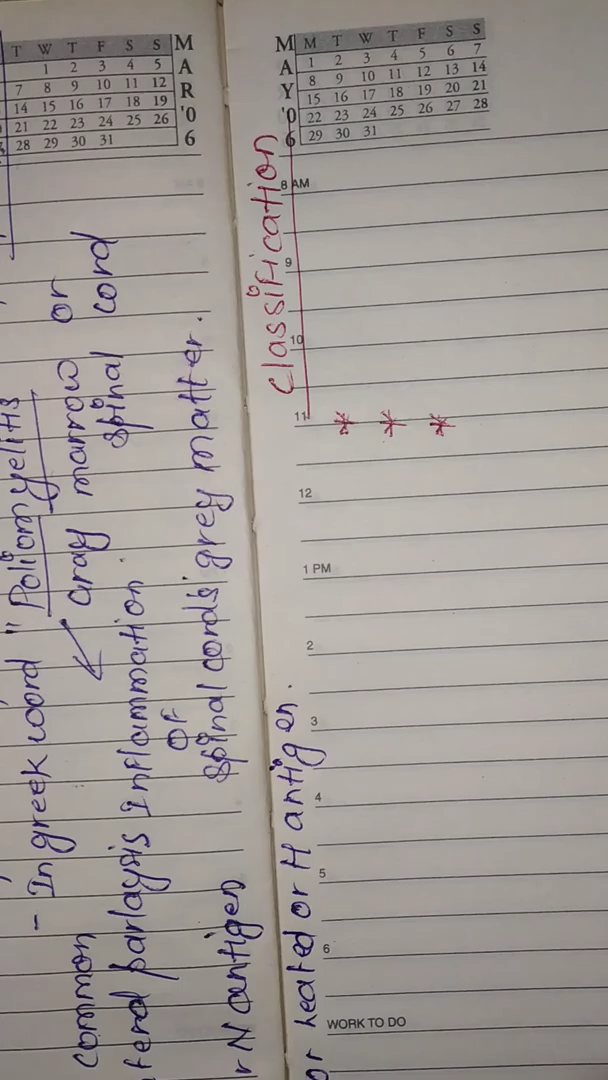 T W T F S S
1 2 3 4 5
7 8 9 10 11 12
14 15 16 17 18 19
21 22 23 24 25 26
28 29 30 31
MAR '06
- In greek word "Poliomyelitis
Gray marrow or
spinal cord
common
parlaysis Inflammation
OF
spinal cords' grey matter.
r N antigen
MAY '06
M T W T F S S
1 2 3 4 5 6 7
8 9 10 11 12 13 14
15 16 17 18 19 20 21
22 23 24 25 26 27 28
29 30 31
Classification
* * *
or heated or H antigen.
8 AM
9
10
11
12
1 PM
2
3
4
5
6
WORK TO DO